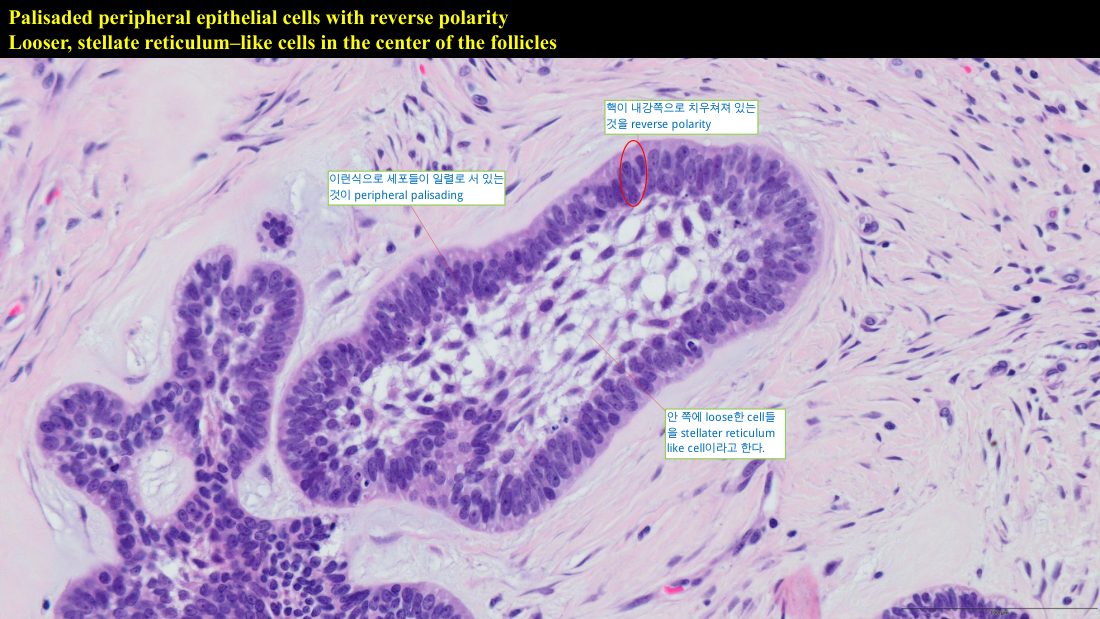 Palisaded peripheral epithelial cells with reverse polarity
Looser, stellate reticulum–like cells in the center of the follicles
핵이 내강쪽으로 치우쳐져 있는
것을 reverse polarity
이런식으로 세포들이 일렬로 서 있는
것이 peripheral palisading
안 쪽에 loose한 cell들
을 stellater reticulum
like cell이라고 한다.